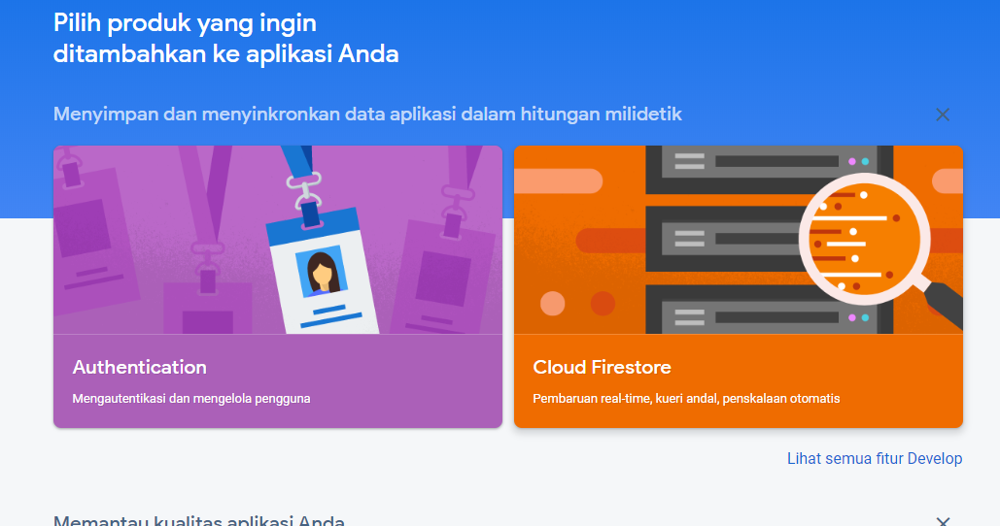 Pilih produk yang ingin
ditambahkan ke aplikasi Anda
Menyimpan dan menyinkronkan data aplikasi dalam hitungan milidetik
Authentication
Mengautentikasi dan mengelola pengguna
Cloud Firestore
Pembaruan real-time, kueri andal, penskalaan otomatis
Lihat semua fitur Develop
Memantau kualitas aplikasi Anda